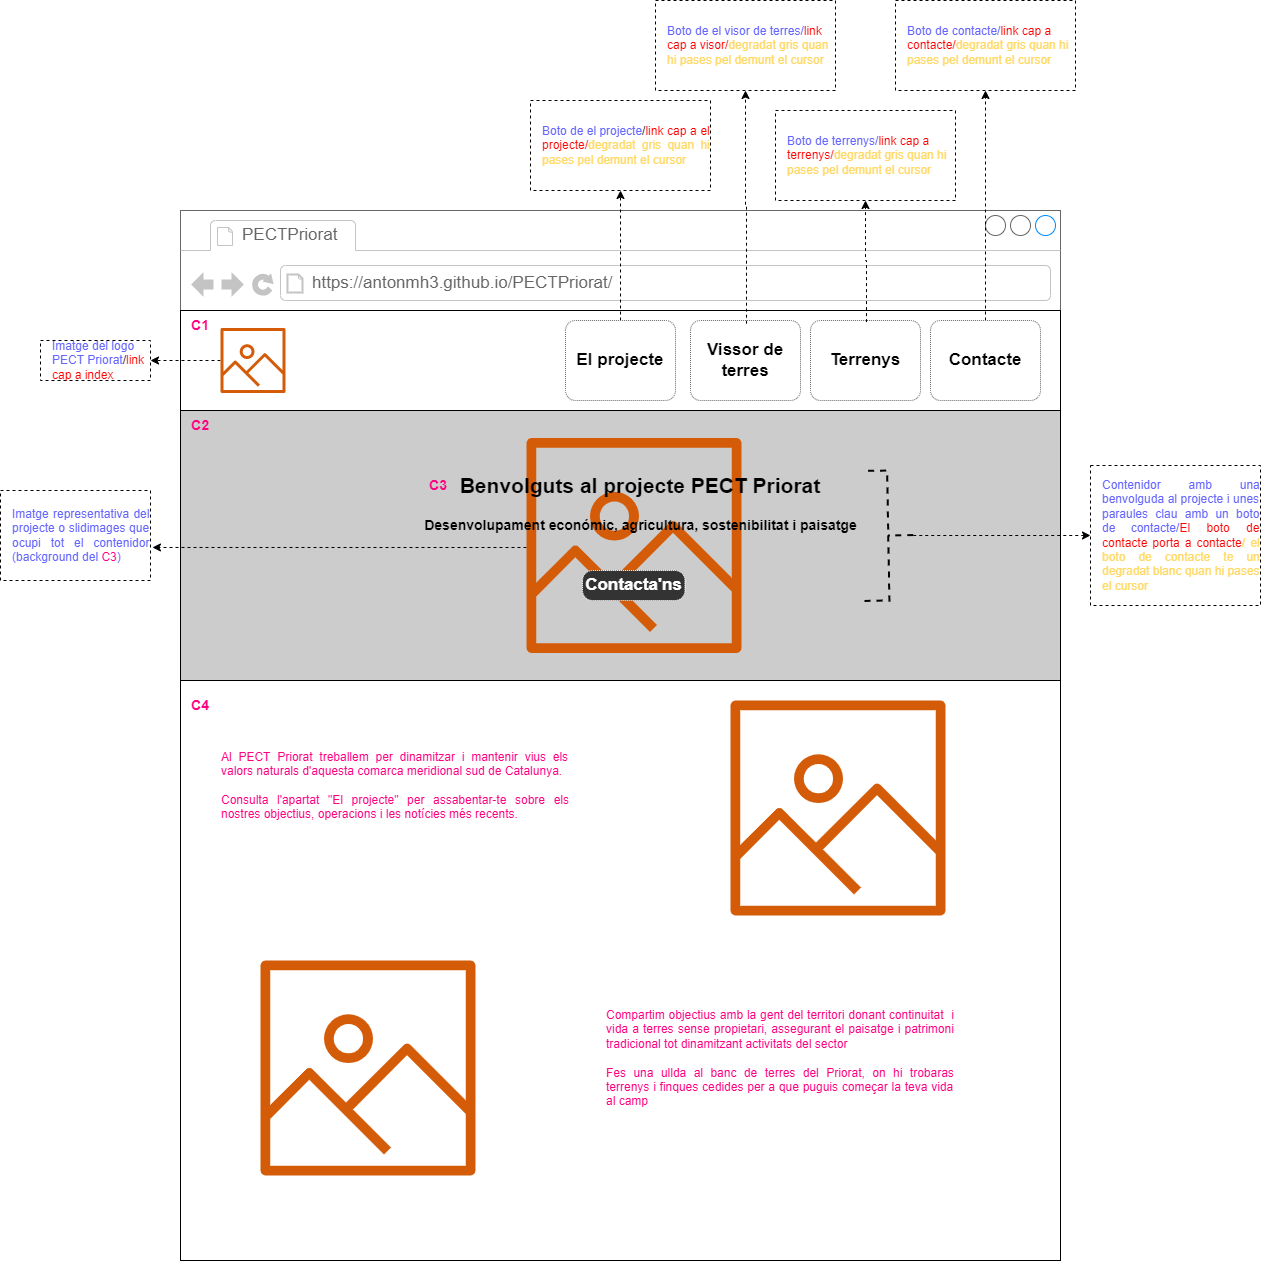 Boto de el visor de terres/link
cap a visor/degradat gris quan
hi pases pel demunt el cursor
Boto de contacte/link cap a
contacte/degradat gris quan hi
pases pel demunt el cursor
Boto de el projecte/link cap a el
projecte/degradat gris quan hi
pases pel demunt el cursor
Boto de terrenys/link cap a
terrenys/degradat gris quan hi
pases pel demunt el cursor
PECTPriorat
https://antonmh3.github.io/PECTPriorat/
C1
Imatge del logo
PECT Priorat/link
cap a index
El projecte
Vissor de
terres
Terrenys
Contacte
C2
C3
Benvolguts al projecte PECT Priorat
Desenvolupament económic, agricultura, sostenibilitat i paisatge
Contacta'ns
Imatge representativa del
projecte o slidimages que
ocupi tot el contenidor
(background del C3)
Contenidor amb una
benvolguda al projecte i unes
paraules clau amb un boto
de contacte/El boto de
contacte porta a contacte/ el
boto de contacte te un
degradat blanc quan hi pases
el cursor
C4
Al PECT Priorat treballem per dinamitzar i mantenir vius els
valors naturals d'aquesta comarca meridional sud de Catalunya.
Consulta l'apartat "El projecte" per assabentar-te sobre els
nostres objectius, operacions i les notícies més recents.
Compartim objectius amb la gent del territori donant continuïtat i
vida a terres sense propietari, assegurant el paisatge i patrimoni
tradicional tot dinamitzant activitats del sector
Fes una ullda al banc de terres del Priorat, on hi trobaras
terrenys i finques cedides per a que puguis començar la teva vida
al camp